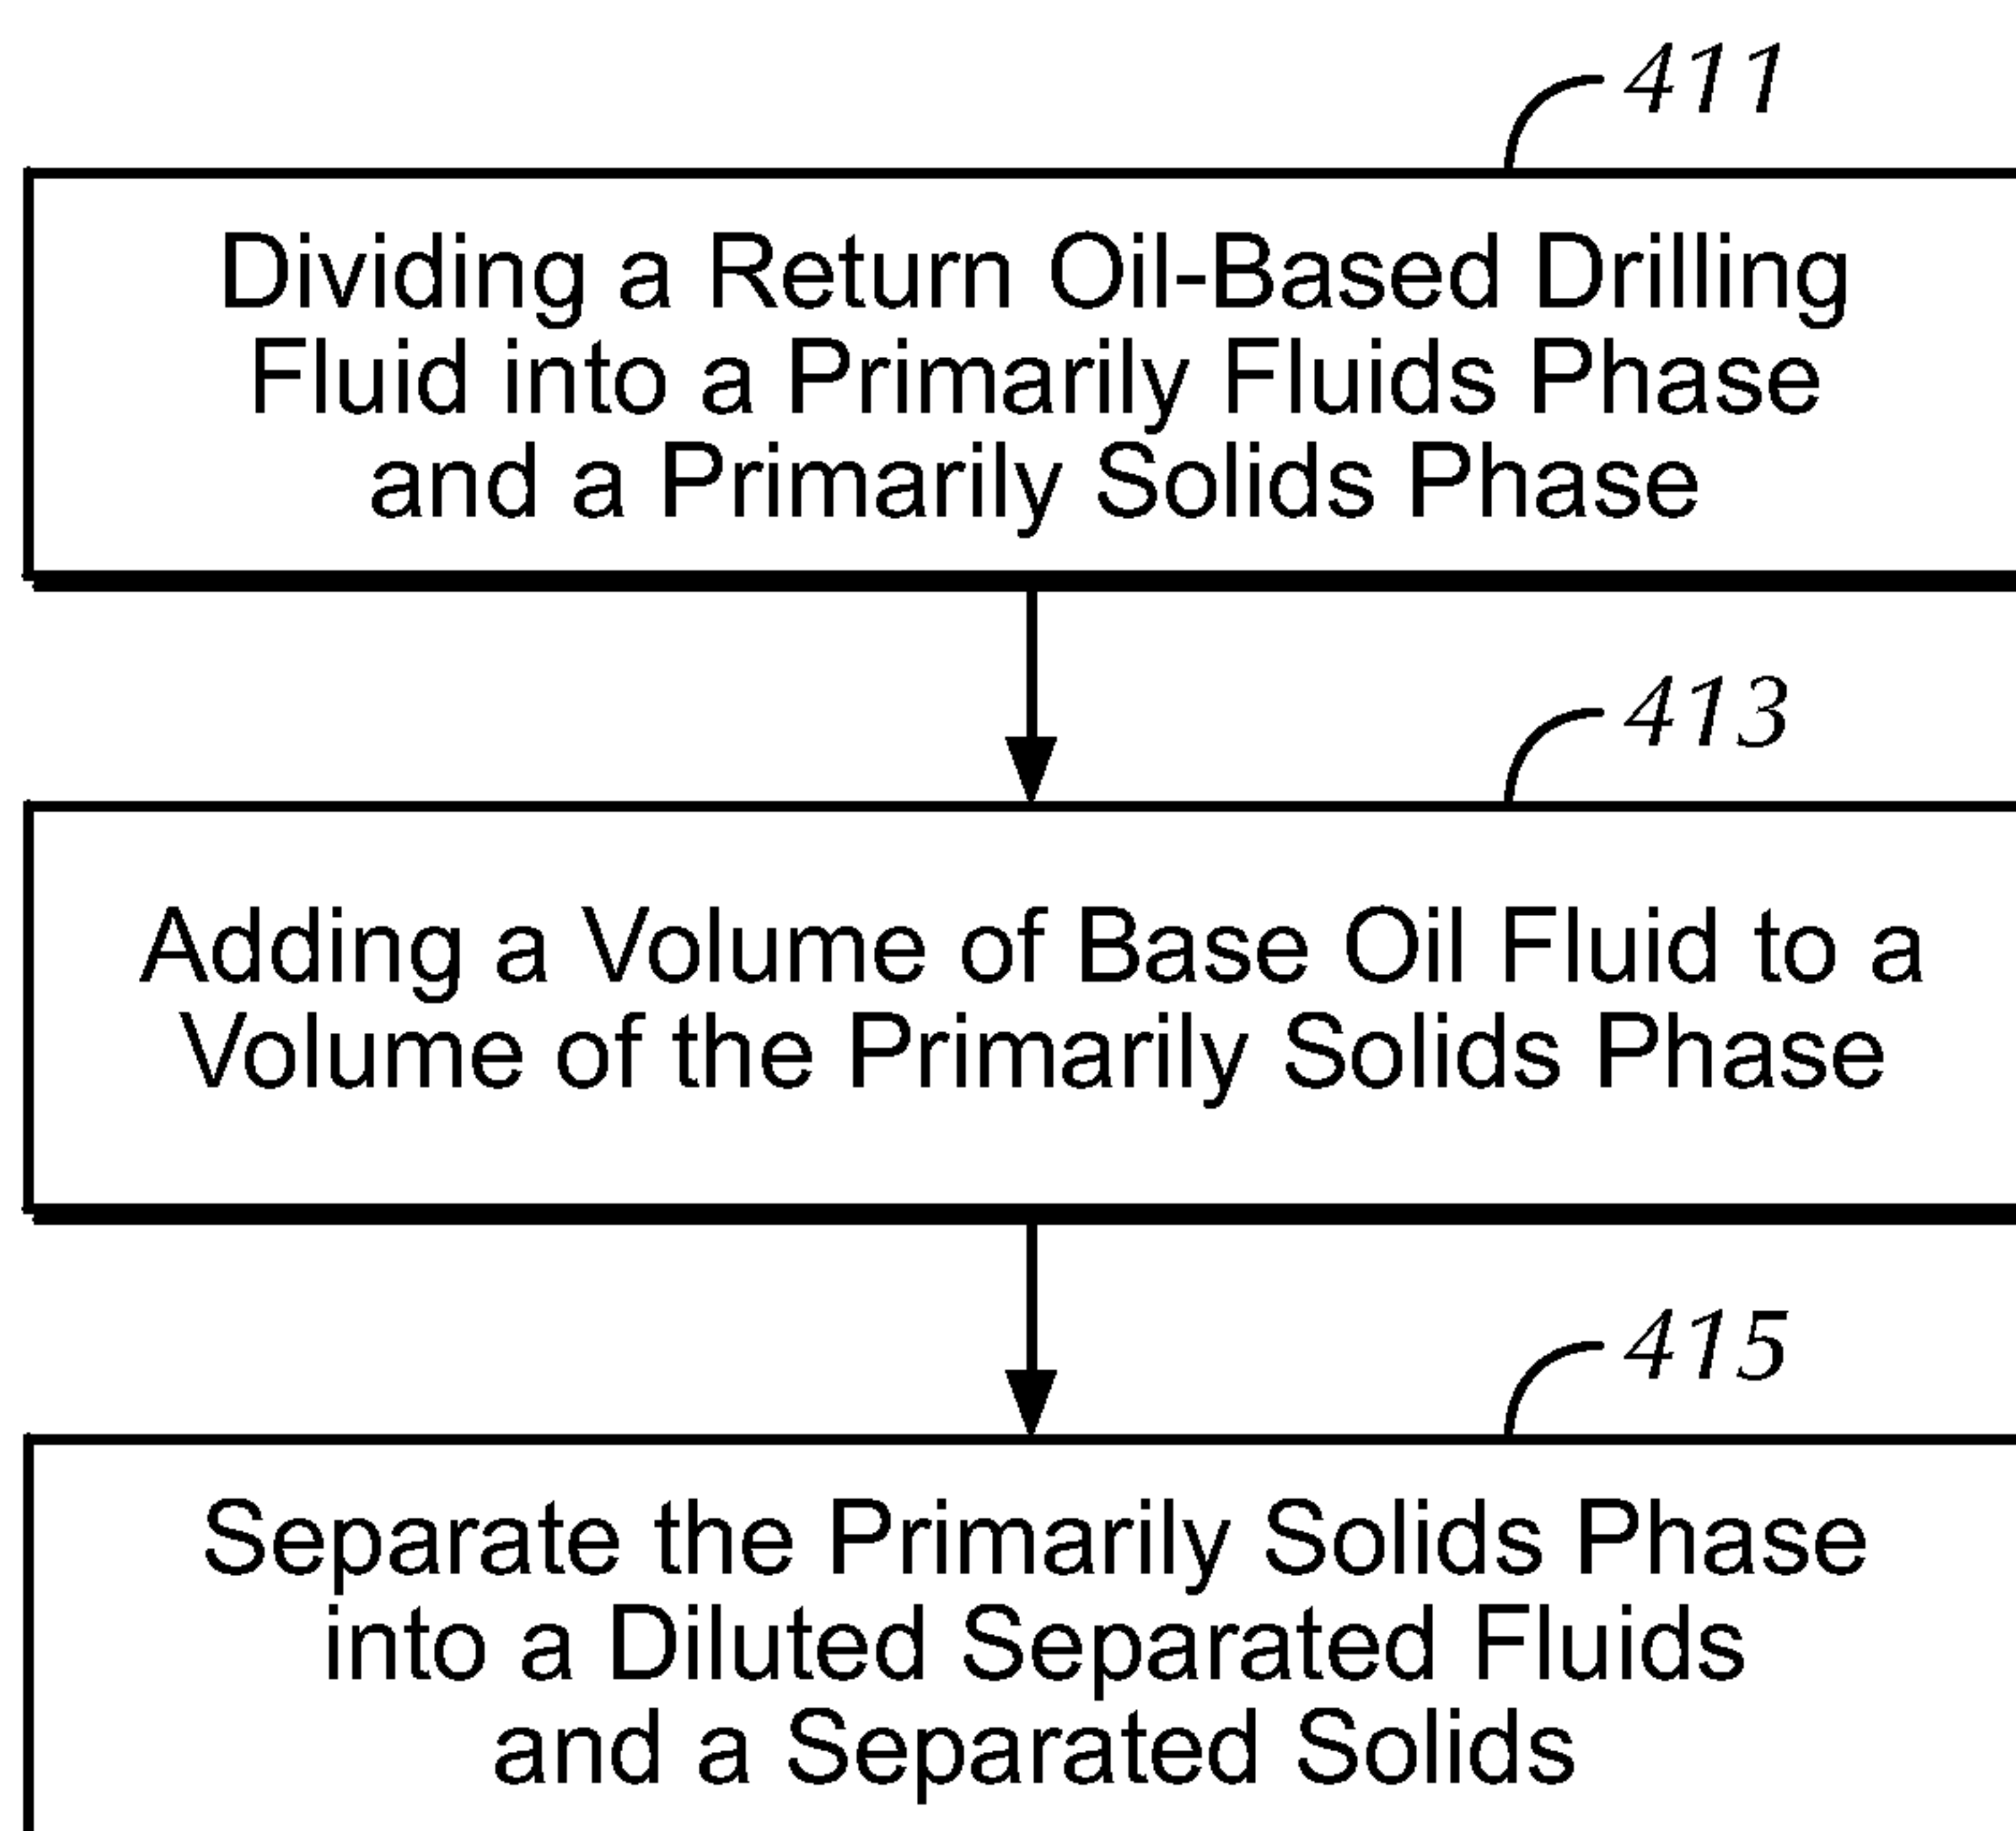 411
Dividing a Return Oil-Based Drilling
Fluid into a Primarily Fluids Phase
and a Primarily Solids Phase
413
Adding a Volume of Base Oil Fluid to a
Volume of the Primarily Solids Phase
415
Separate the Primarily Solids Phase
into a Diluted Separated Fluids
and a Separated Solids